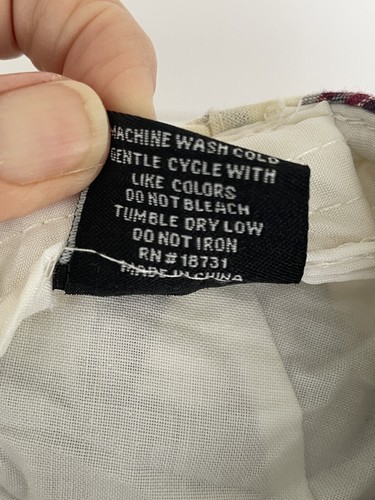 MACHINE WASH COLD
GENTLE CYCLE WITH
LIKE COLORS
DO NOT BLEACH
TUMBLE DRY LOW
DO NOT IRON
RN#18731
MADE IN CHINA